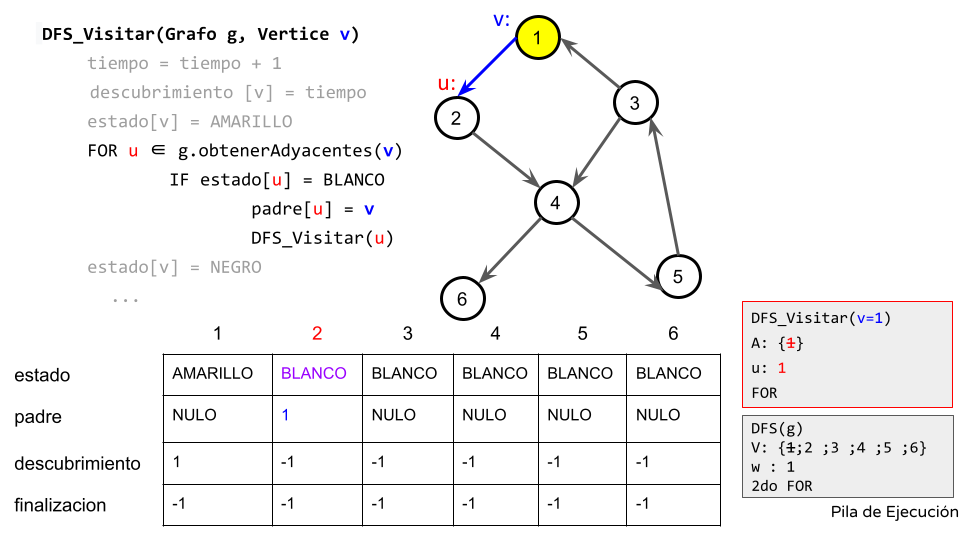 DFS_Visitar(Grafo g, Vertice v)
tiempo = tiempo + 1
descubrimiento [v] = tiempo
estado[v] = AMARILLO
FOR u ∈ g.obtenerAdyacentes(v)
IF estado[u] = BLANCO
padre[u] = v
DFS_Visitar(u)
estado[v] = NEGRO
...
v:
1
u:
2
3
4
5
6
1 2 3 4 5 6
estado AMARILLO BLANCO BLANCO BLANCO BLANCO BLANCO
padre NULO 1 NULO NULO NULO NULO
descubrimiento 1 -1 -1 -1 -1 -1
finalizacion -1 -1 -1 -1 -1 -1
DFS_Visitar(v=1)
A: {1}
u: 1
FOR
DFS(g)
V: {1;2 ;3 ;4 ;5 ;6}
w : 1
2do FOR
Pila de Ejecución